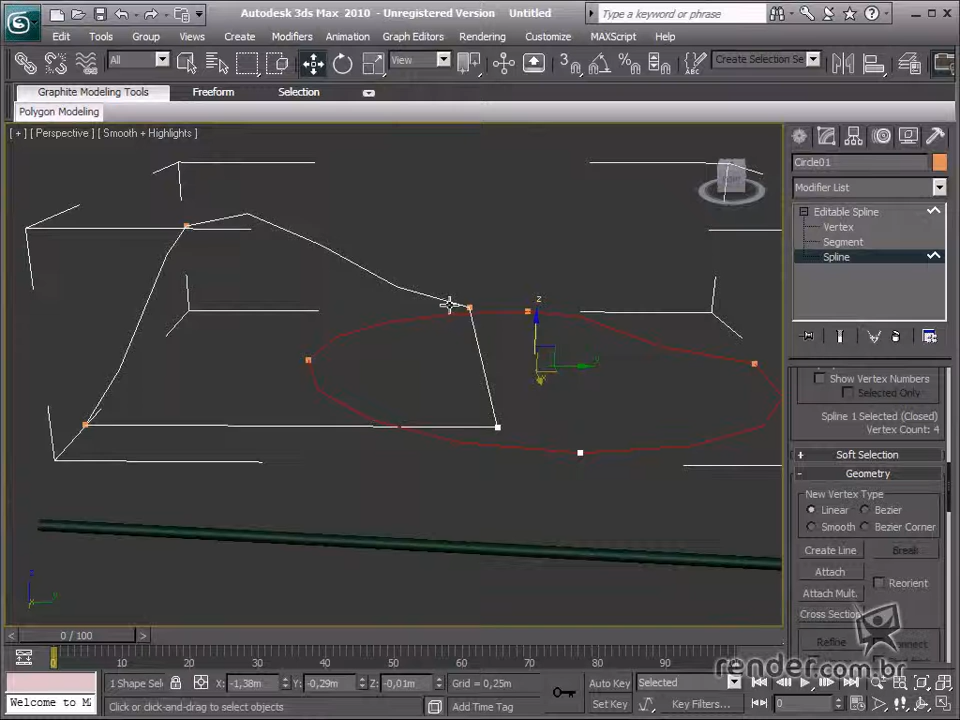 Autodesk 3ds Max 2010 - Unregistered Version Untitled
Type a keyword or phrase
Edit Tools Group Views Create Modifiers Animation Graph Editors Rendering Customize MAXScript Help
All View Create Selection Se
Graphite Modeling Tools Freeform Selection
Polygon Modeling
[ + ] [ Perspective ] [ Smooth + Highlights ]
Circle01
Modifier List
Editable Spline
Vertex
Segment
Spline
Show Vertex Numbers
Selected Only
Spline 1 Selected (Closed)
Vertex Count: 4
+ Soft Selection
- Geometry
New Vertex Type
Linear Bezier
Smooth Bezier Corner
Create Line Break
Attach
Reorient
Attach Mult.
Cross Section
Refine
render.com.br
z
0 / 100
0 10 20 30 40 50 60 70 80 90
1 Shape Sel X: -1,38m Y: -0,29m Z: -0,01m Grid = 0,25m Auto Key Selected
Welcome to M Click and drag to select objects Add Time Tag Set Key Key Filters... 0